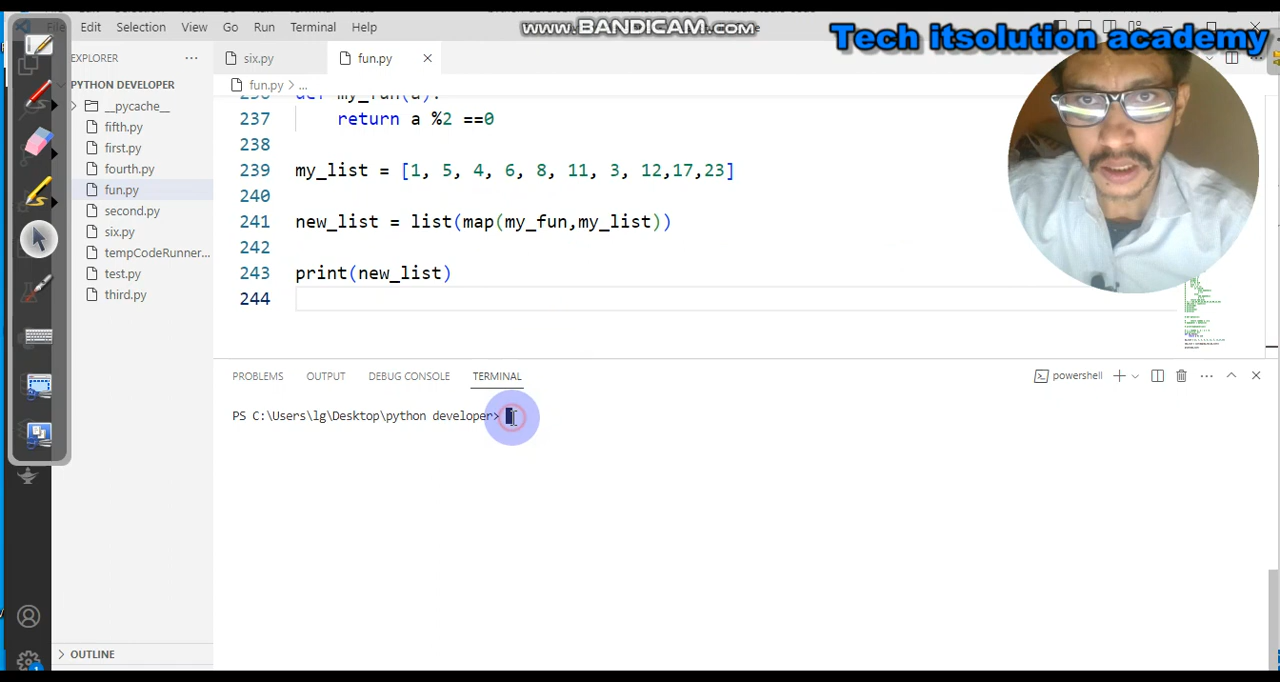 File Edit Selection View Go Run Terminal Help
WWW.BANDICAM.COM
Tech itsolution academy
EXPLORER
PYTHON DEVELOPER
__pycache__
fifth.py
first.py
fourth.py
fun.py
second.py
six.py
tempCodeRunner...
test.py
third.py
OUTLINE
six.py
fun.py
fun.py > ...
236 def my_fun(a):
237 return a %2 ==0
238
239 my_list = [1, 5, 4, 6, 8, 11, 3, 12,17,23]
240
241 new_list = list(map(my_fun,my_list))
242
243 print(new_list)
244
PROBLEMS OUTPUT DEBUG CONSOLE TERMINAL
powershell
PS C:\Users\lg\Desktop\python developer>